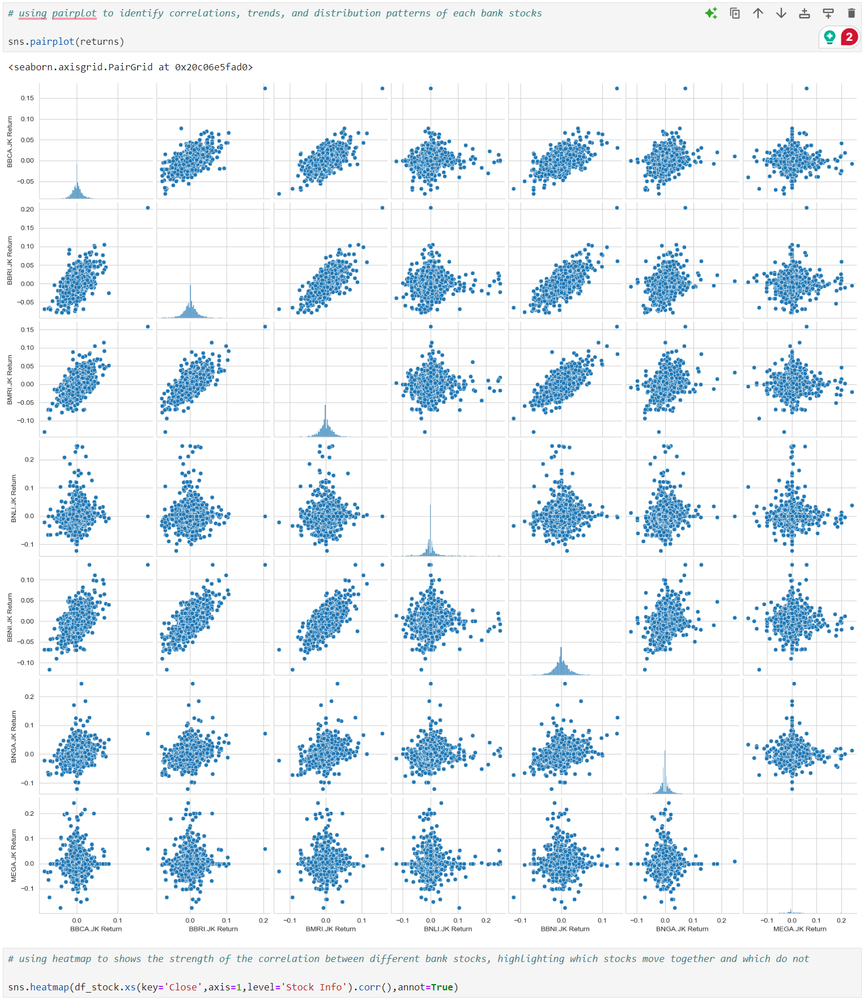 # using pairplot to identify correlations, trends, and distribution patterns of each bank stocks
sns.pairplot(returns)
2
<seaborn.axisgrid.PairGrid at 0x20c06e5fad0>
BBCA.JK Return
0.15
0.10
0.05
0.00
−0.05
BBRI.JK Return
0.20
0.15
0.10
0.05
0.00
−0.05
BMRI.JK Return
0.15
0.10
0.05
0.00
−0.05
−0.10
BNLI.JK Return
0.2
0.1
0.0
−0.1
BBNI.JK Return
0.10
0.05
0.00
−0.05
−0.10
BNGA.JK Return
0.2
0.1
0.0
−0.1
MEGA.JK Return
0.2
0.1
0.0
−0.1
0.0 0.1 0.0 0.1 0.2 −0.1 0.0 0.1 −0.1 0.0 0.1 0.2 −0.1 0.0 0.1 −0.1 0.0 0.1 0.2 −0.1 0.0 0.1 0.2
BBCA.JK Return BBRI.JK Return BMRI.JK Return BNLI.JK Return BBNI.JK Return BNGA.JK Return MEGA.JK Return
# using heatmap to shows the strength of the correlation between different bank stocks, highlighting which stocks move together and which do not
sns.heatmap(df_stock.xs(key='Close',axis=1,level='Stock Info').corr(),annot=True)